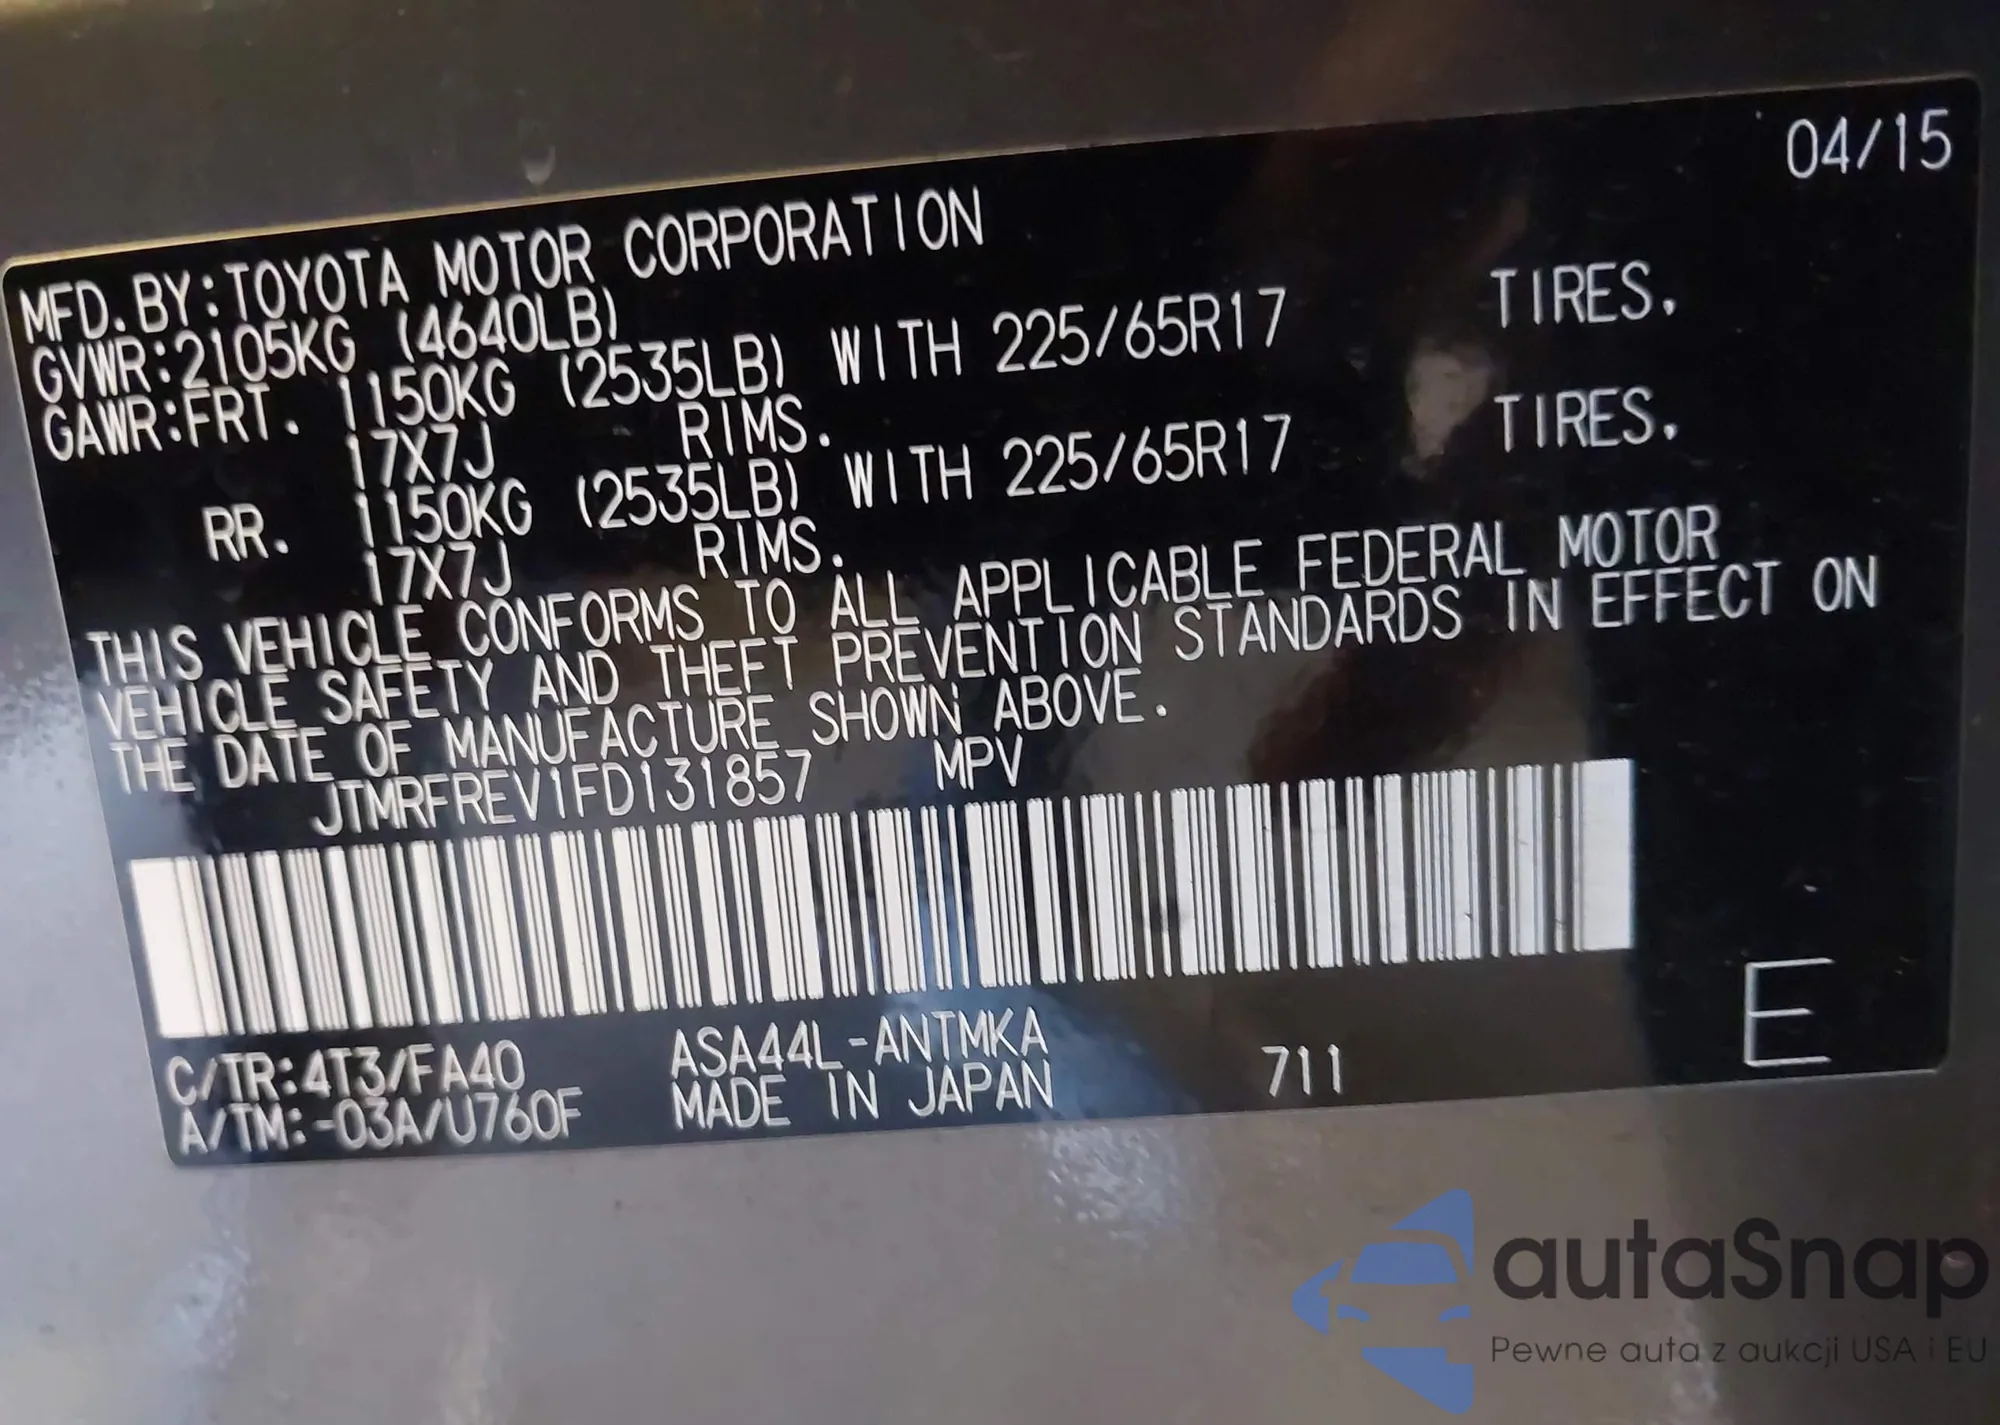 04/15
MFD.BY:TOYOTA MOTOR CORPORATION
GVWR:2105KG (4640LB)
GAWR:FRT. 1150KG (2535LB) WITH 225/65R17 TIRES.
17X7J RIMS.
RR. 1150KG (2535LB) WITH 225/65R17 TIRES.
17X7J RIMS.
THIS VEHICLE CONFORMS TO ALL APPLICABLE FEDERAL MOTOR
VEHICLE SAFETY AND THEFT PREVENTION STANDARDS IN EFFECT ON
THE DATE OF MANUFACTURE SHOWN ABOVE.
JTMRFREV1FD131857 MPV
C/TR:4T3/FA40 ASA44L-ANTMKA
A/TM:-03A/U760F MADE IN JAPAN 711
E
autaSnap
Pewne auta z aukcji USA i EU